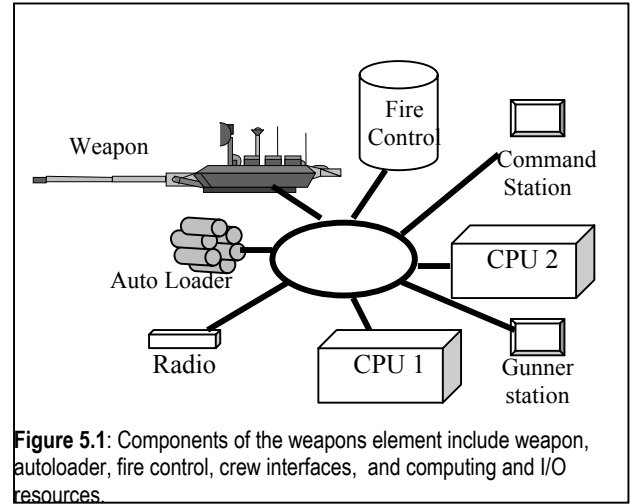 Fire
Control
Weapon
Command
Station
CPU 2
Auto Loader
Radio
CPU 1
Gunner
station
Figure 5.1: Components of the weapons element include weapon,
autoloader, fire control, crew interfaces, and computing and I/O
resources.